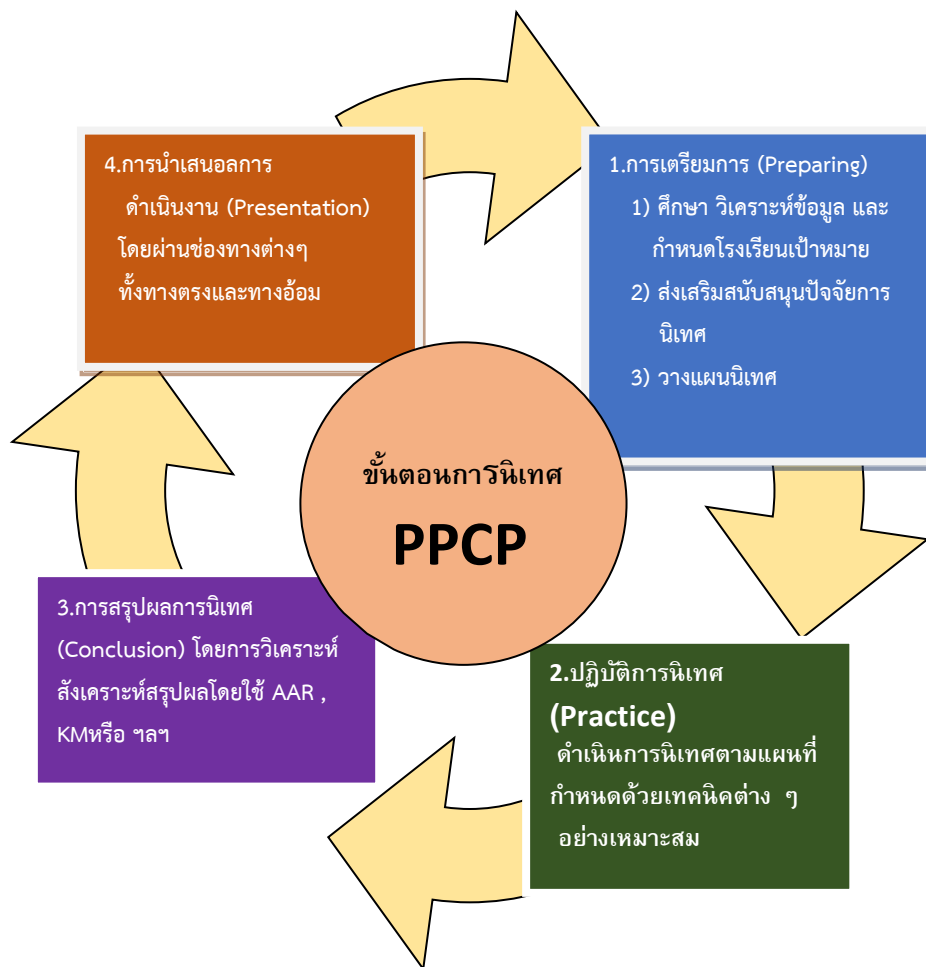 4.การนำเสนอลการ
ดำเนินงาน (Presentation)
โดยผ่านช่องทางต่างๆ
ทั้งทางตรงและทางอ้อม
1.การเตรียมการ (Preparing)
1) ศึกษา วิเคราะห์ข้อมูล และ
กำหนดโรงเรียนเป้าหมาย
2) ส่งเสริมสนับสนุนปัจจัยการ
นิเทศ
3) วางแผนนิเทศ
ขั้นตอนการนิเทศ
PPCP
3.การสรุปผลการนิเทศ
(Conclusion) โดยการวิเคราะห์
สังเคราะห์สรุปผลโดยใช้ AAR ,
KMหรือ ฯลฯ
2.ปฏิบัติการนิเทศ
(Practice)
ดำเนินการนิเทศตามแผนที่
กำหนดด้วยเทคนิคต่าง ๆ
อย่างเหมาะสม